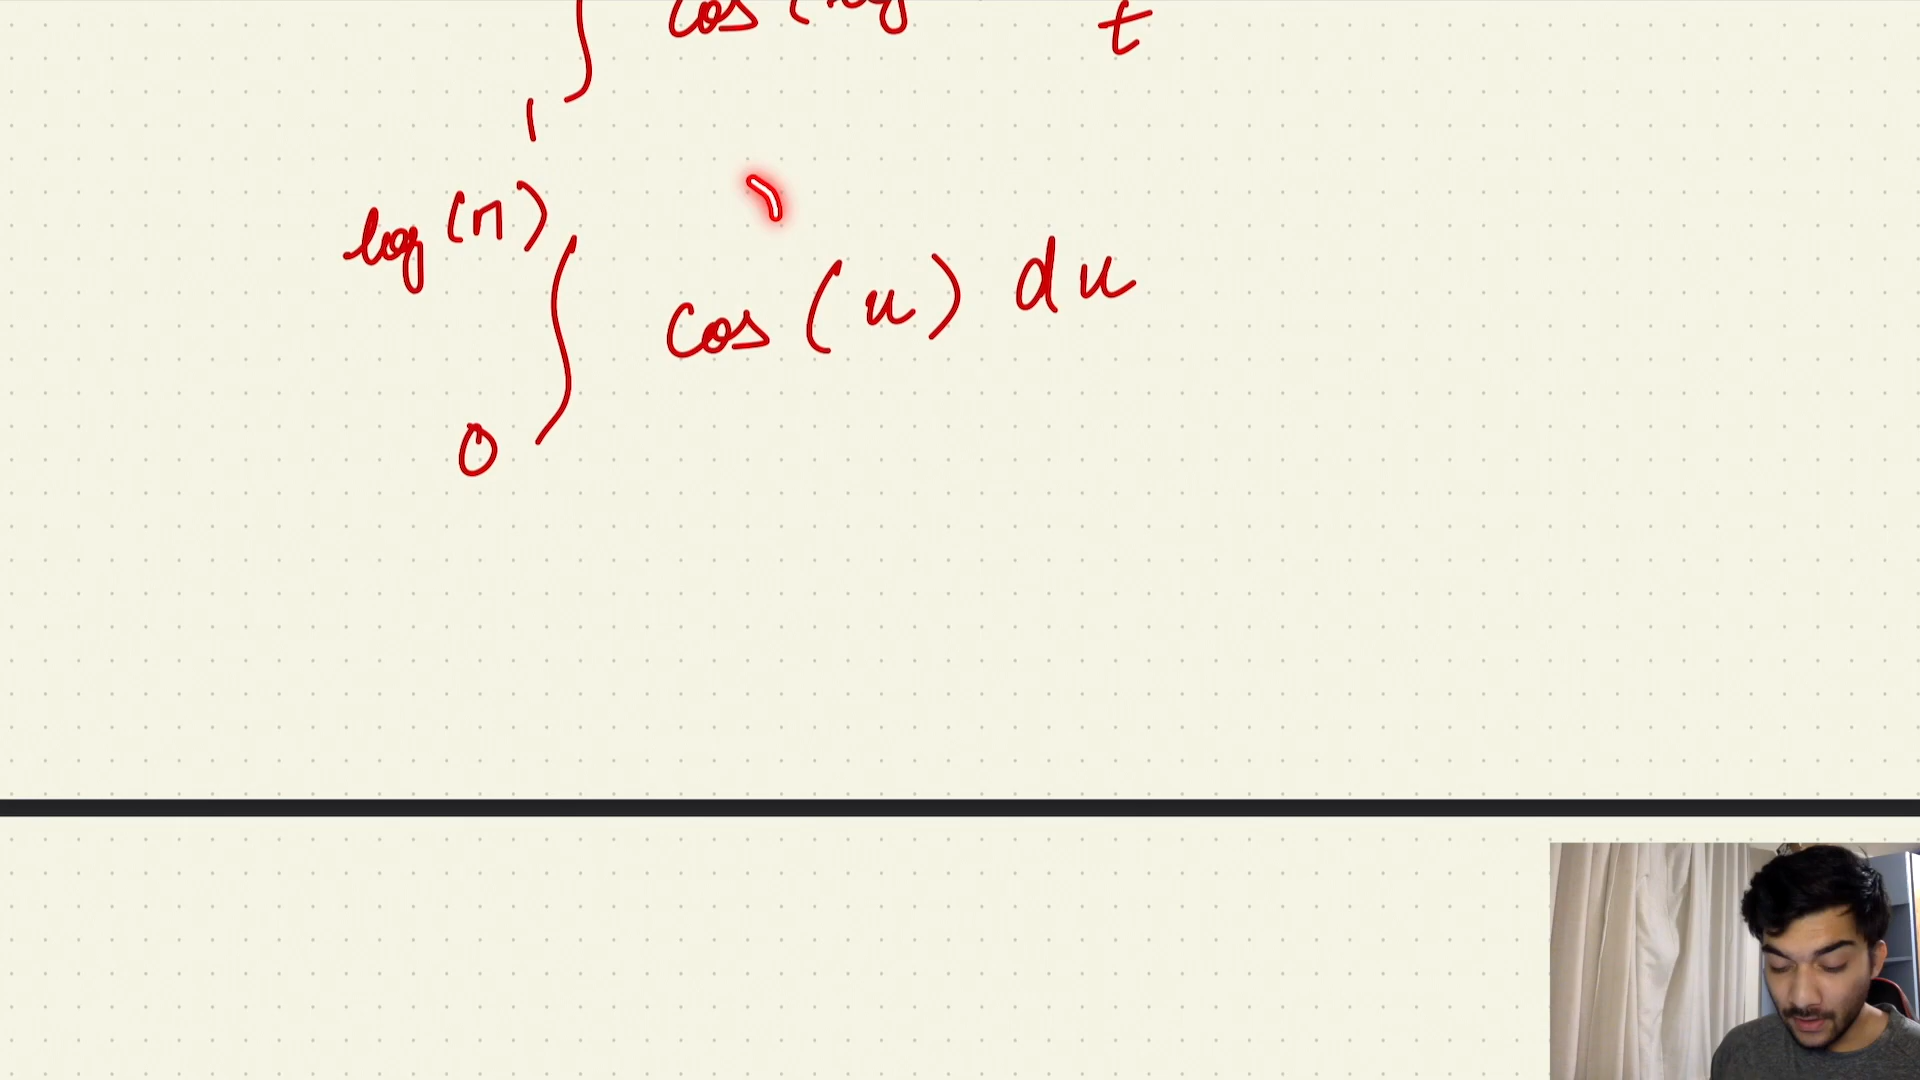 ∫ cos ( t
1
log (π)
∫ cos (u) du
0